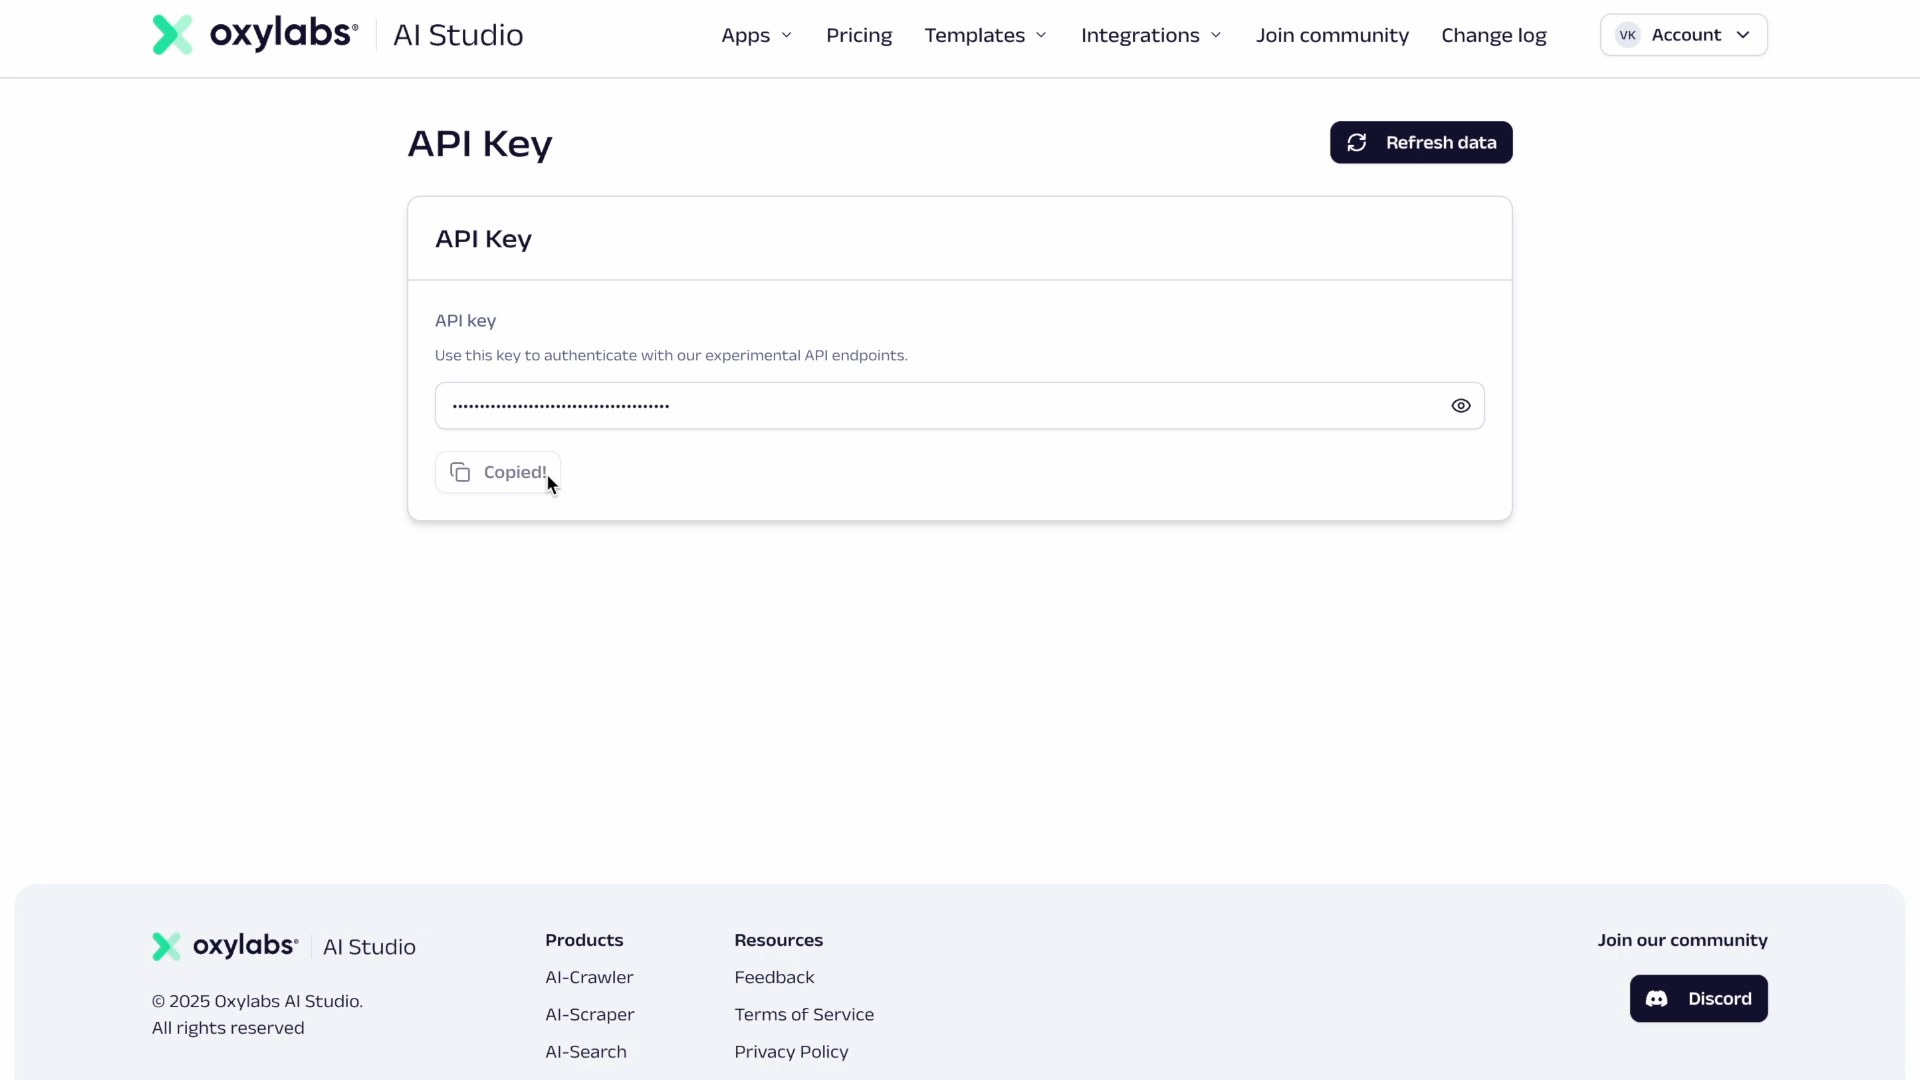 oxylabs® AI Studio
Apps Pricing Templates Integrations Join community Change log VK Account
API Key
Refresh data
API Key
API key
Use this key to authenticate with our experimental API endpoints.
••••••••••••••••••••••••••••••••••••••••
Copied!
oxylabs® AI Studio
© 2025 Oxylabs AI Studio.
All rights reserved
Products
AI-Crawler
AI-Scraper
AI-Search
Resources
Feedback
Terms of Service
Privacy Policy
Join our community
Discord